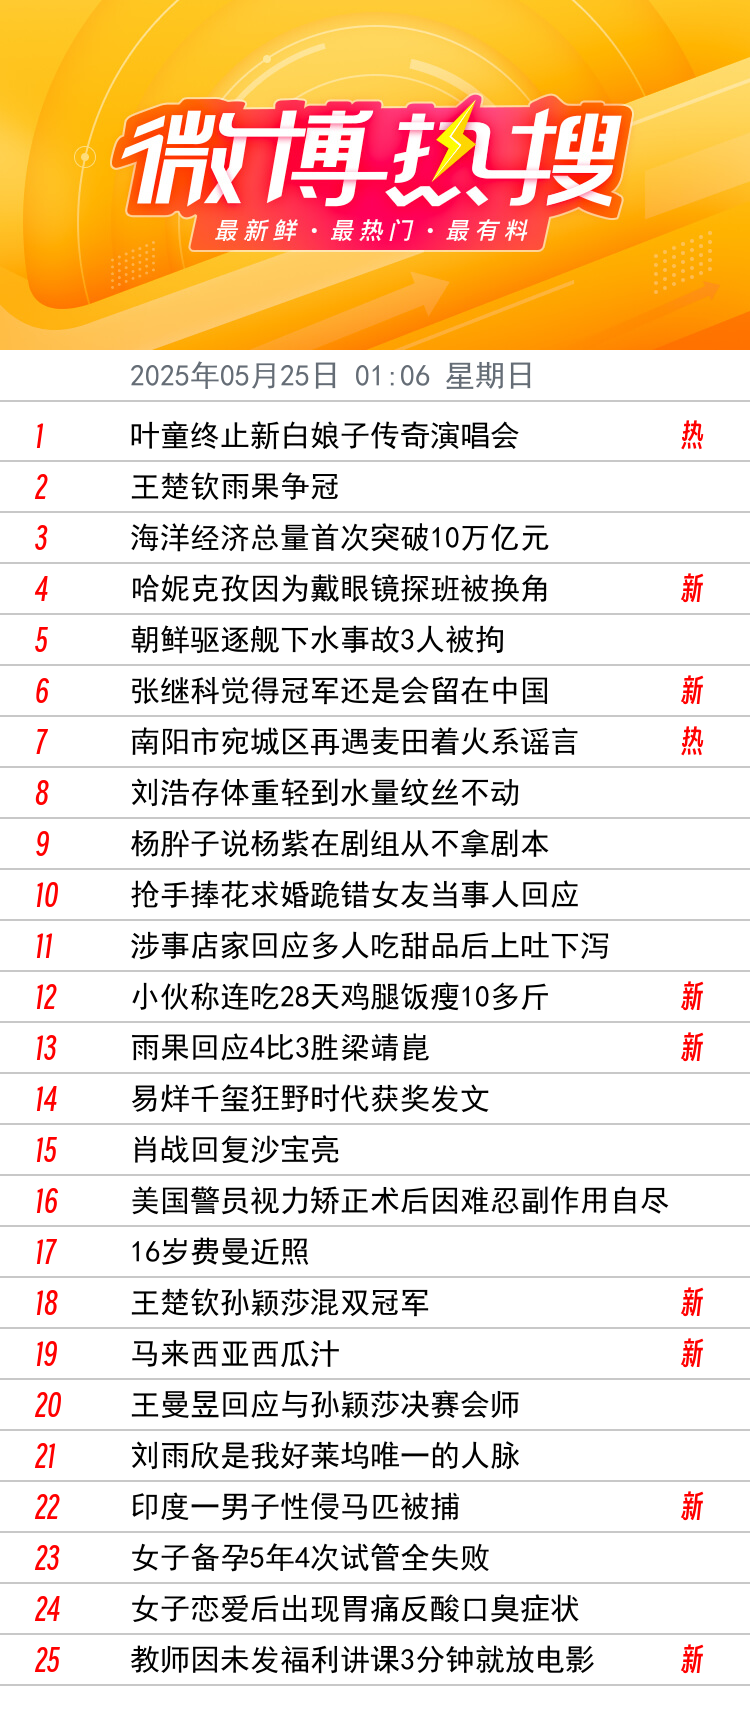 微博热搜
最新鲜·最热门·最有料
2025年05月25日 01:06 星期日
1 叶童终止新白娘子传奇演唱会 热
2 王楚钦雨果争冠
3 海洋经济总量首次突破10万亿元
4 哈妮克孜因为戴眼镜探班被换角 新
5 朝鲜驱逐舰下水事故3人被拘
6 张继科觉得冠军还是会留在中国 新
7 南阳市宛城区再遇麦田着火系谣言 热
8 刘浩存体重轻到水量纹丝不动
9 杨肸子说杨紫在剧组从不拿剧本
10 抢手捧花求婚跪错女友当事人回应
11 涉事店家回应多人吃甜品后上吐下泻
12 小伙称连吃28天鸡腿饭瘦10多斤 新
13 雨果回应4比3胜梁靖崑 新
14 易烊千玺狂野时代获奖发文
15 肖战回复沙宝亮
16 美国警员视力矫正术后因难忍副作用自尽
17 16岁费曼近照
18 王楚钦孙颖莎混双冠军 新
19 马来西亚西瓜汁 新
20 王曼昱回应与孙颖莎决赛会师
21 刘雨欣是我好莱坞唯一的人脉
22 印度一男子性侵马匹被捕 新
23 女子备孕5年4次试管全失败
24 女子恋爱后出现胃痛反酸口臭症状
25 教师因未发福利讲课3分钟就放电影 新